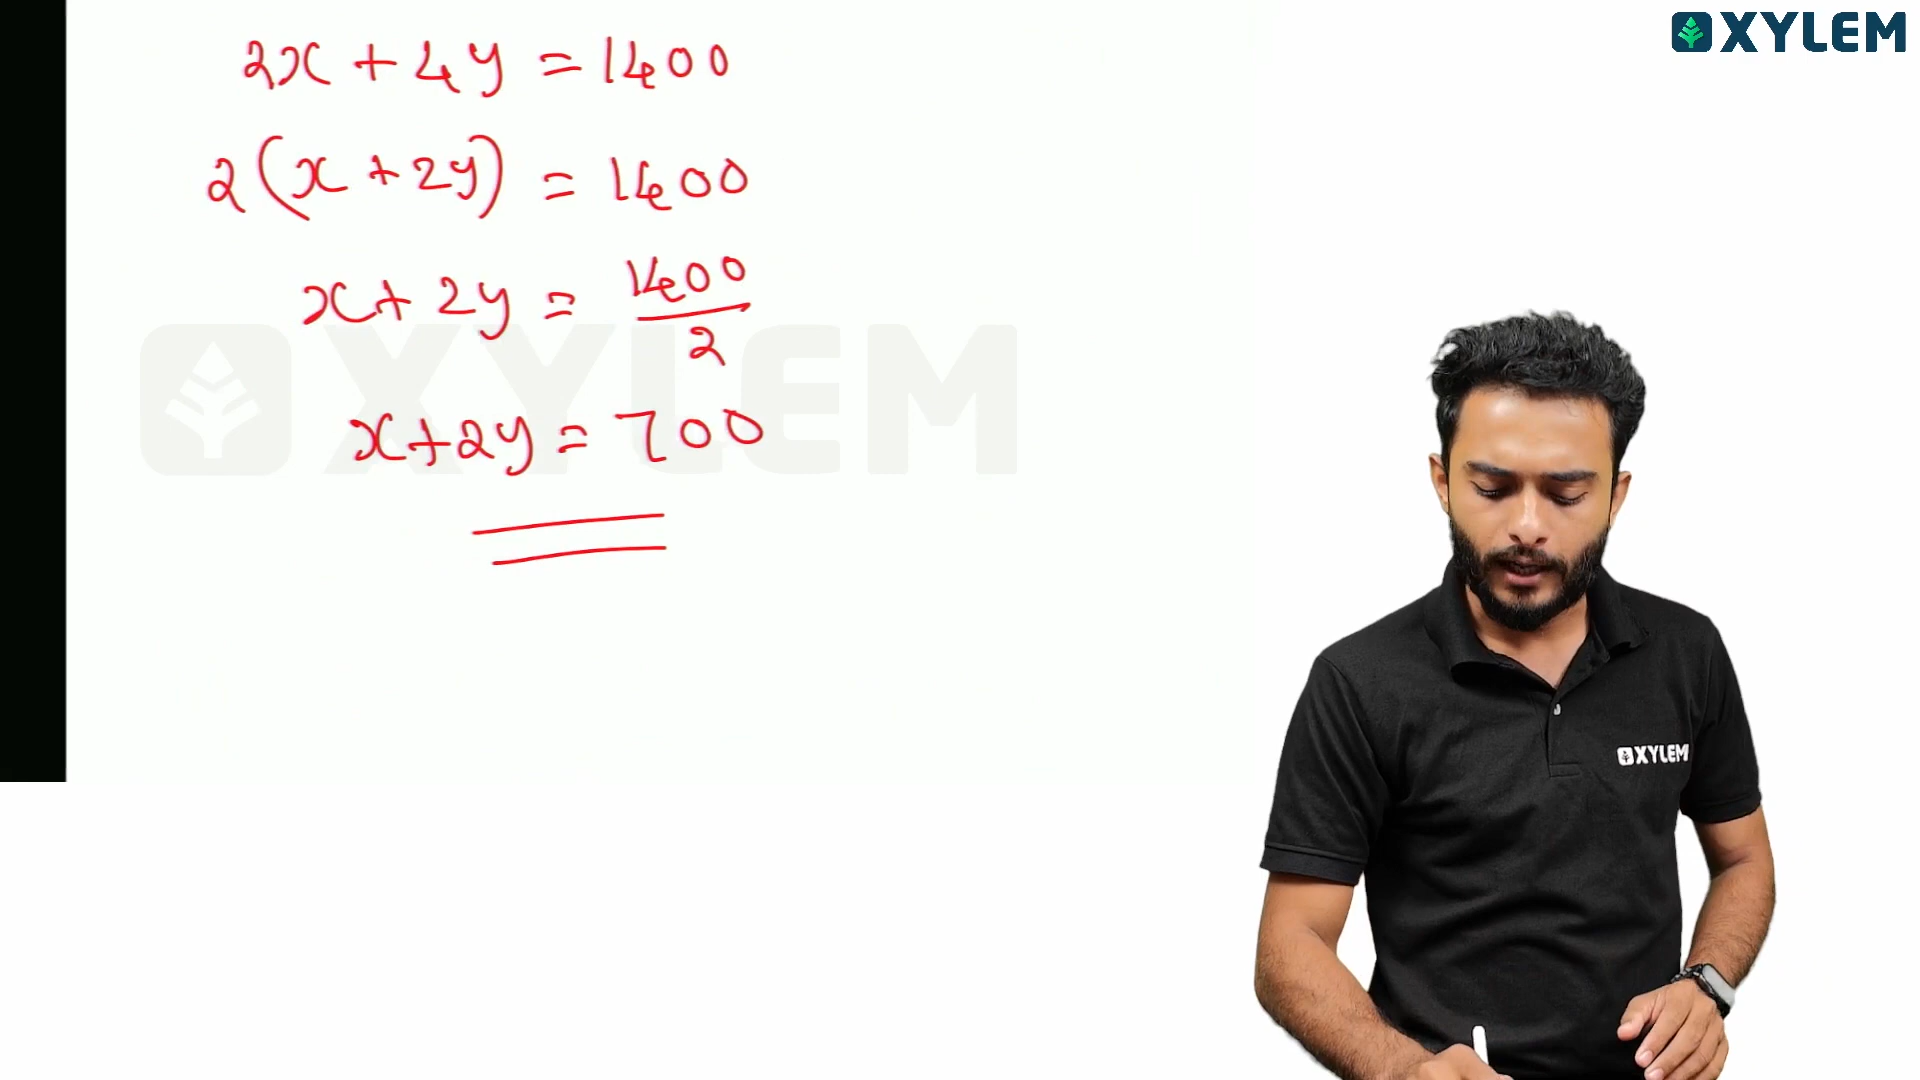 XYLEM
2x + 4y = 1400
2(x + 2y) = 1400
x + 2y = 1400/2
x + 2y = 700
XYLEM
XYLEM